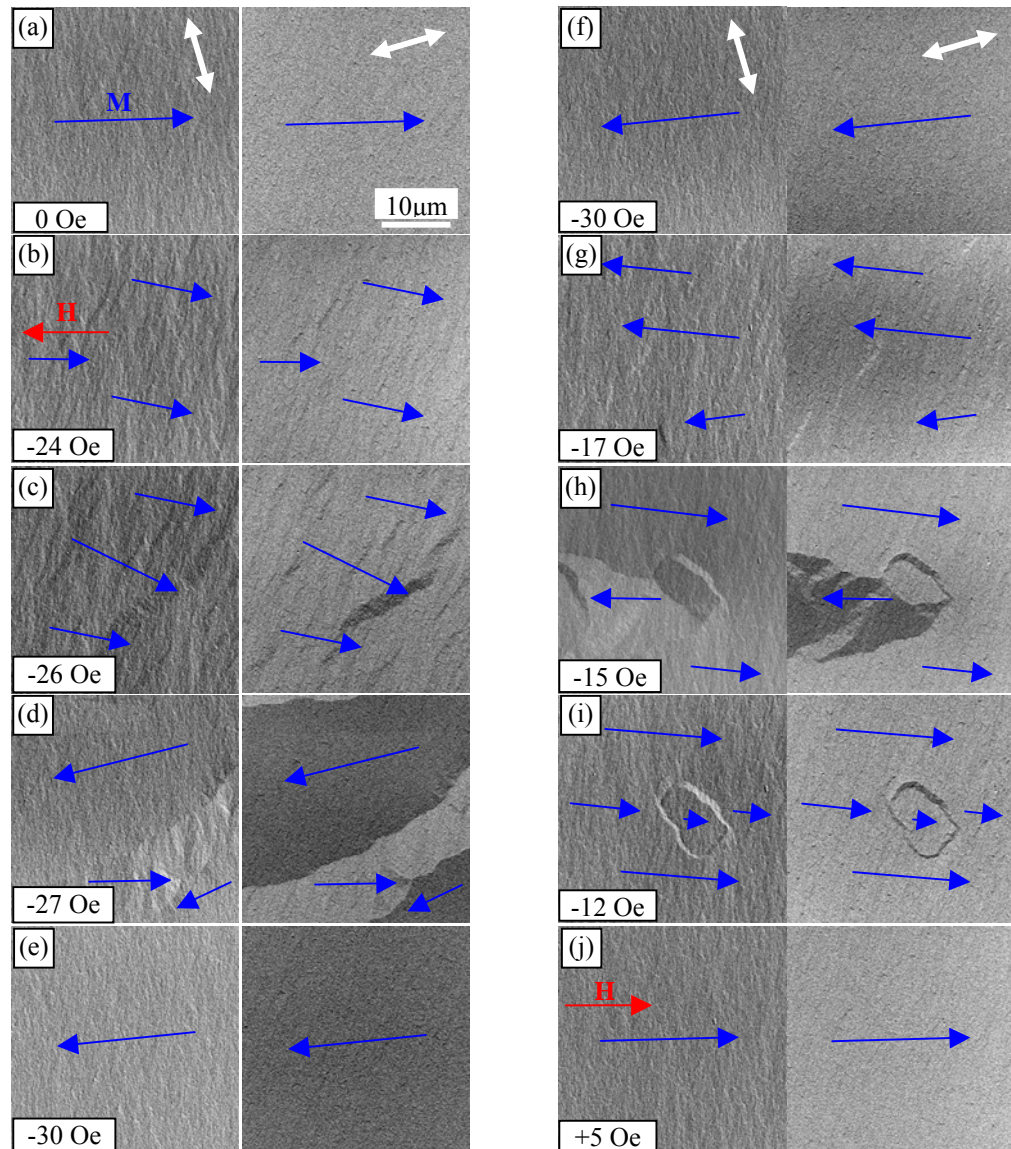 (a)
M
0 Oe
10μm
(b)
H
-24 Oe
(c)
-26 Oe
(d)
-27 Oe
(e)
-30 Oe
(f)
-30 Oe
(g)
-17 Oe
(h)
-15 Oe
(i)
-12 Oe
(j)
H
+5 Oe